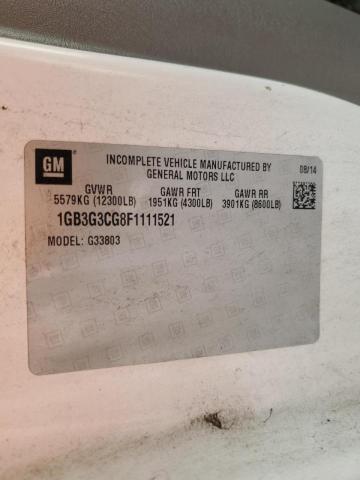 GM
INCOMPLETE VEHICLE MANUFACTURED BY
GENERAL MOTORS LLC
08/14
GVWR GAWR FRT GAWR RR
5579KG (12300LB) 1951KG (4300LB) 3901KG (8600LB)
1GB3G3CG8F1111521
MODEL: G33803